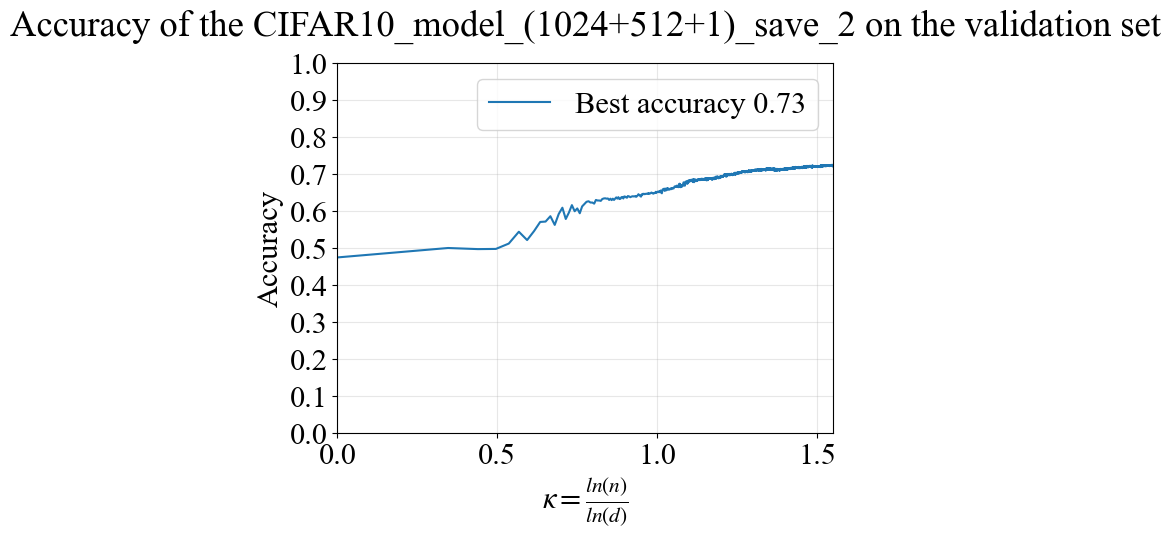 Accuracy of the CIFAR10_model_(1024+512+1)_save_2 on the validation set
Best accuracy 0.73
Accuracy
1.0
0.9
0.8
0.7
0.6
0.5
0.4
0.3
0.2
0.1
0.0
0.0 0.5 1.0 1.5
κ = ln(n)/ln(d)